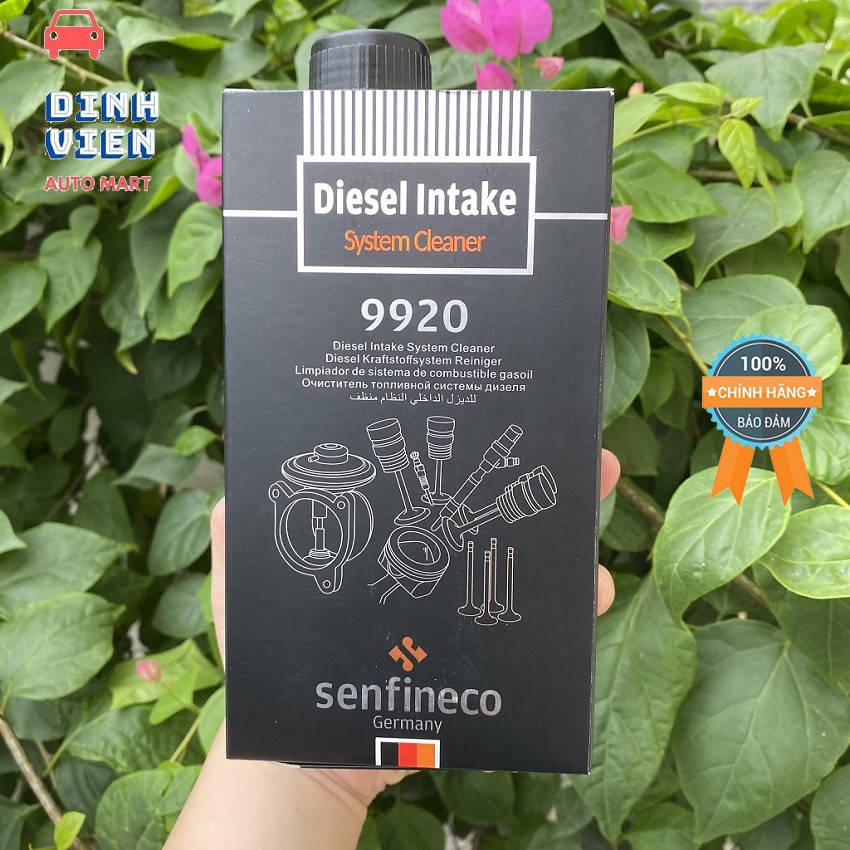 DINH
VIEN
AUTO MART
Diesel Intake
System Cleaner
9920
Diesel Intake System Cleaner
Diesel Kraftstoffsystem Reiniger
Limpiador de sistema de combustible gasoil
Очиститель топливной системы дизеля
للديزل الداخلي النظام منظف
100%
CHÍNH HÃNG
BẢO ĐẢM
senfineco
Germany